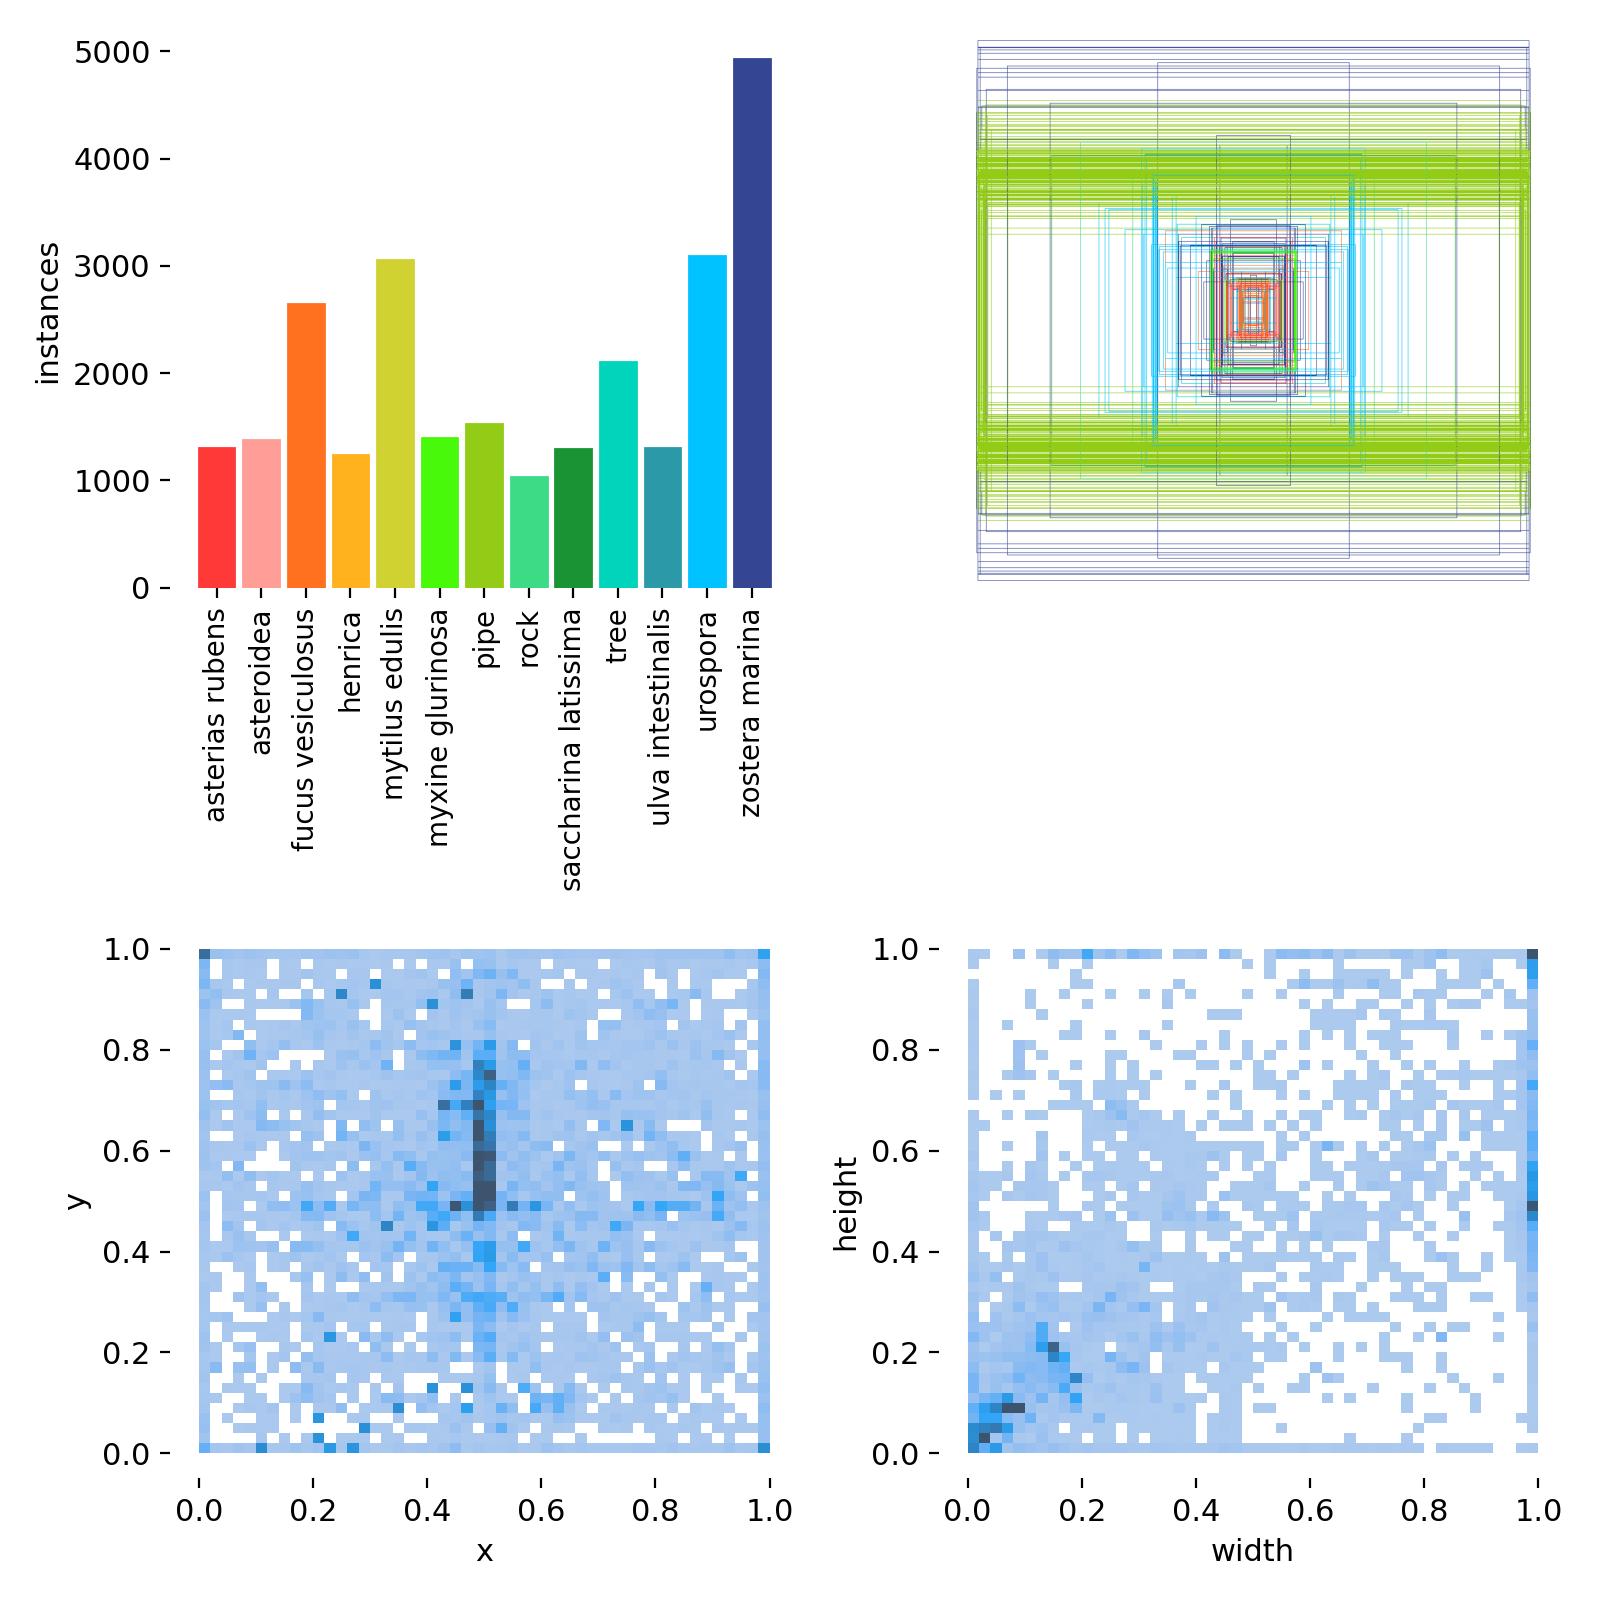 5000
4000
3000
2000
1000
0
instances
asterias rubens
asteroidea
fucus vesiculosus
henrica
mytilus edulis
myxine glurinosa
pipe
rock
saccharina latissima
tree
ulva intestinalis
urospora
zostera marina
1.0
0.8
0.6
0.4
0.2
0.0
y
0.0 0.2 0.4 0.6 0.8 1.0
x
1.0
0.8
0.6
0.4
0.2
0.0
height
0.0 0.2 0.4 0.6 0.8 1.0
width